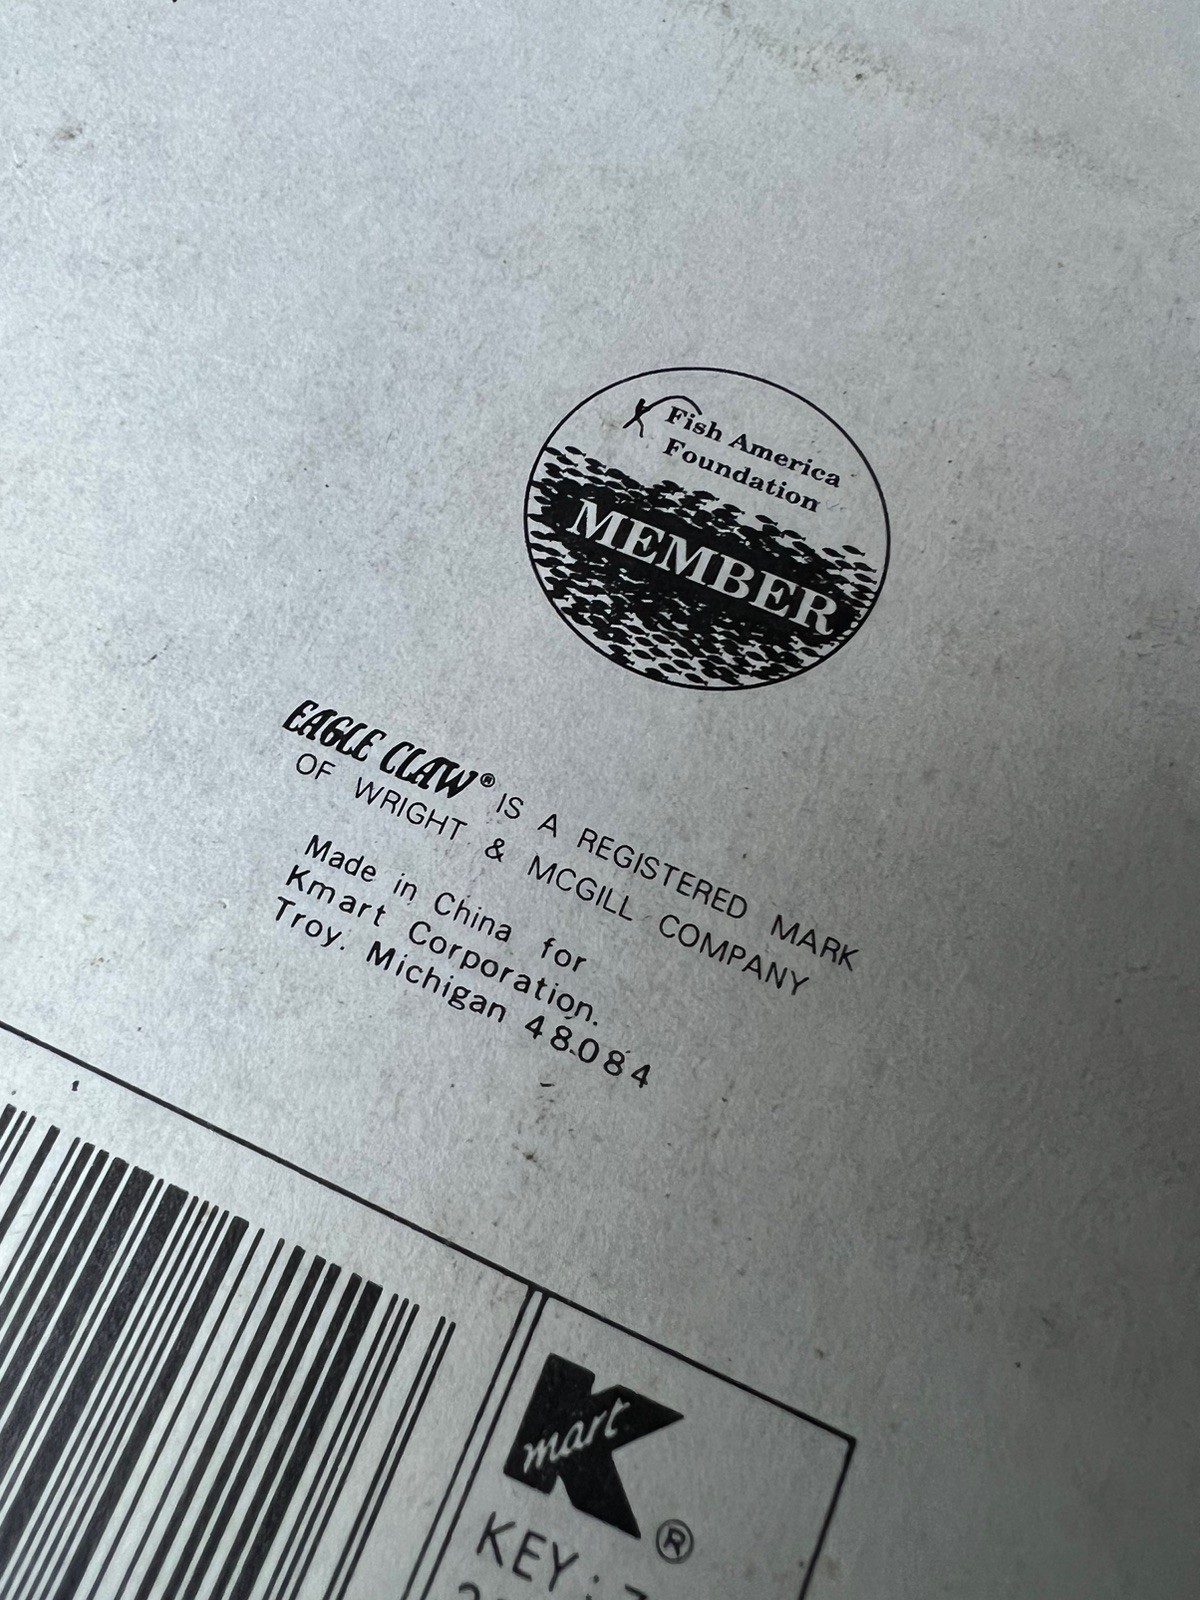 Fish America
Foundation
MEMBER
EAGLE CLAW® IS A REGISTERED MARK
OF WRIGHT & MCGILL COMPANY
Made in China for
Kmart Corporation.
Troy. Michigan 48084
Kmart
®
KEY: